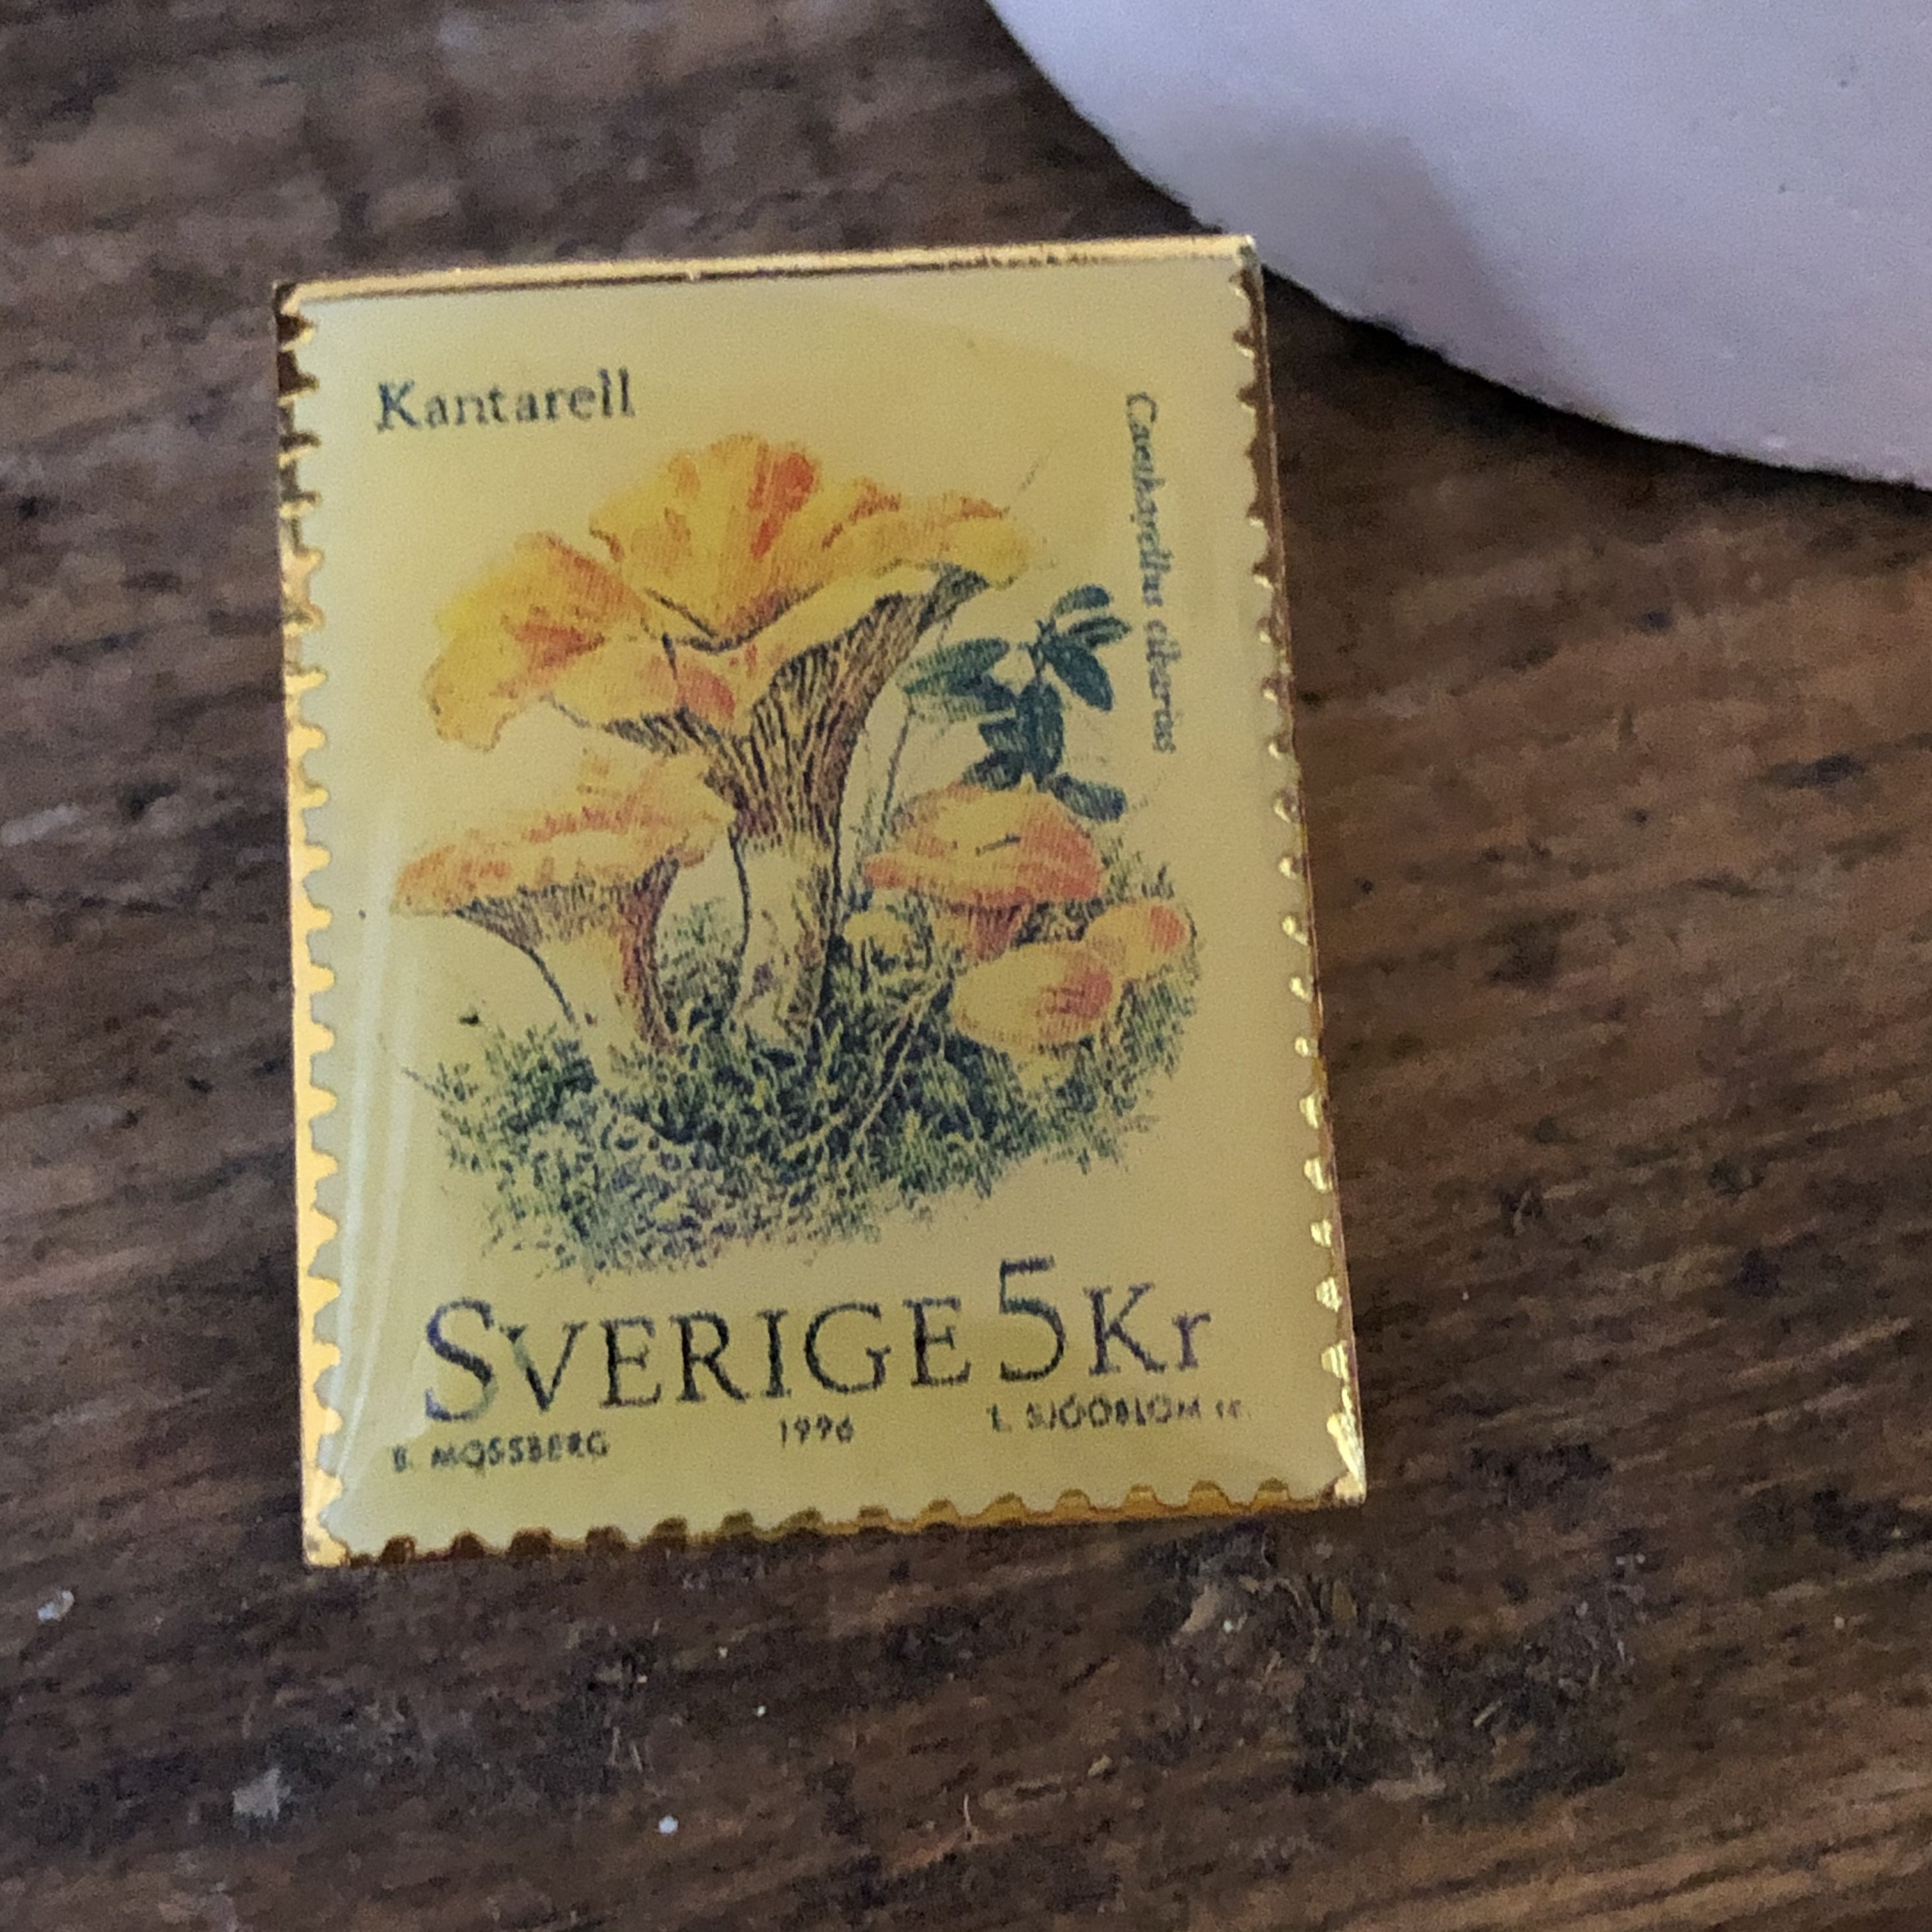 Kantarell
Cantharellus cibarius
SVERIGE 5Kr
B. MOSSBERG 1996 L. SJÖÖBLOM sc.